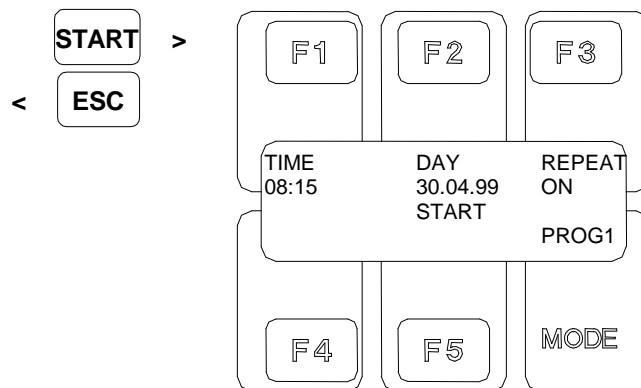 START >
< ESC
F1 F2 F3
TIME DAY REPEAT
08:15 30.04.99 ON
START
PROG1
F4 F5 MODE